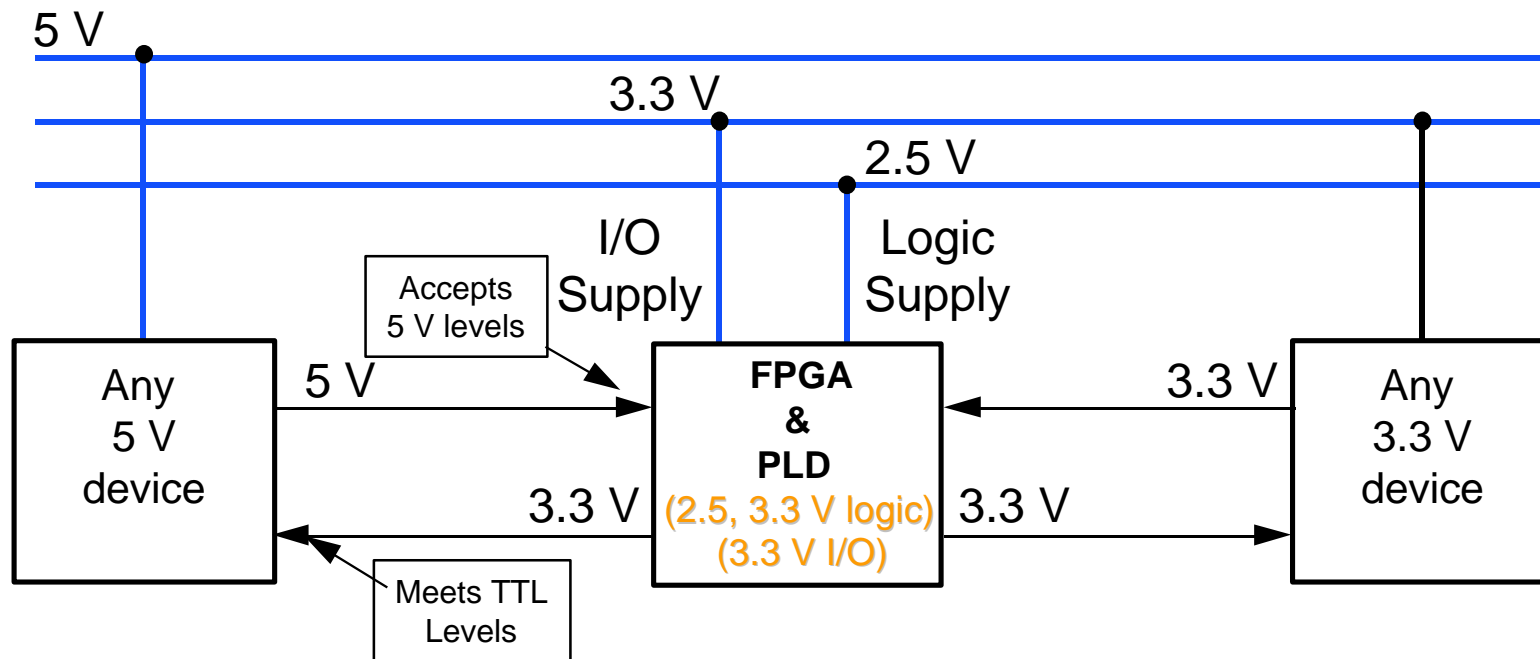 5 V
3.3 V
2.5 V
I/O
Supply
Logic
Supply
Accepts
5 V levels
Any
5 V
device
5 V
3.3 V
Meets TTL
Levels
FPGA
&
PLD
(2.5, 3.3 V logic)
(3.3 V I/O)
3.3 V
3.3 V
Any
3.3 V
device